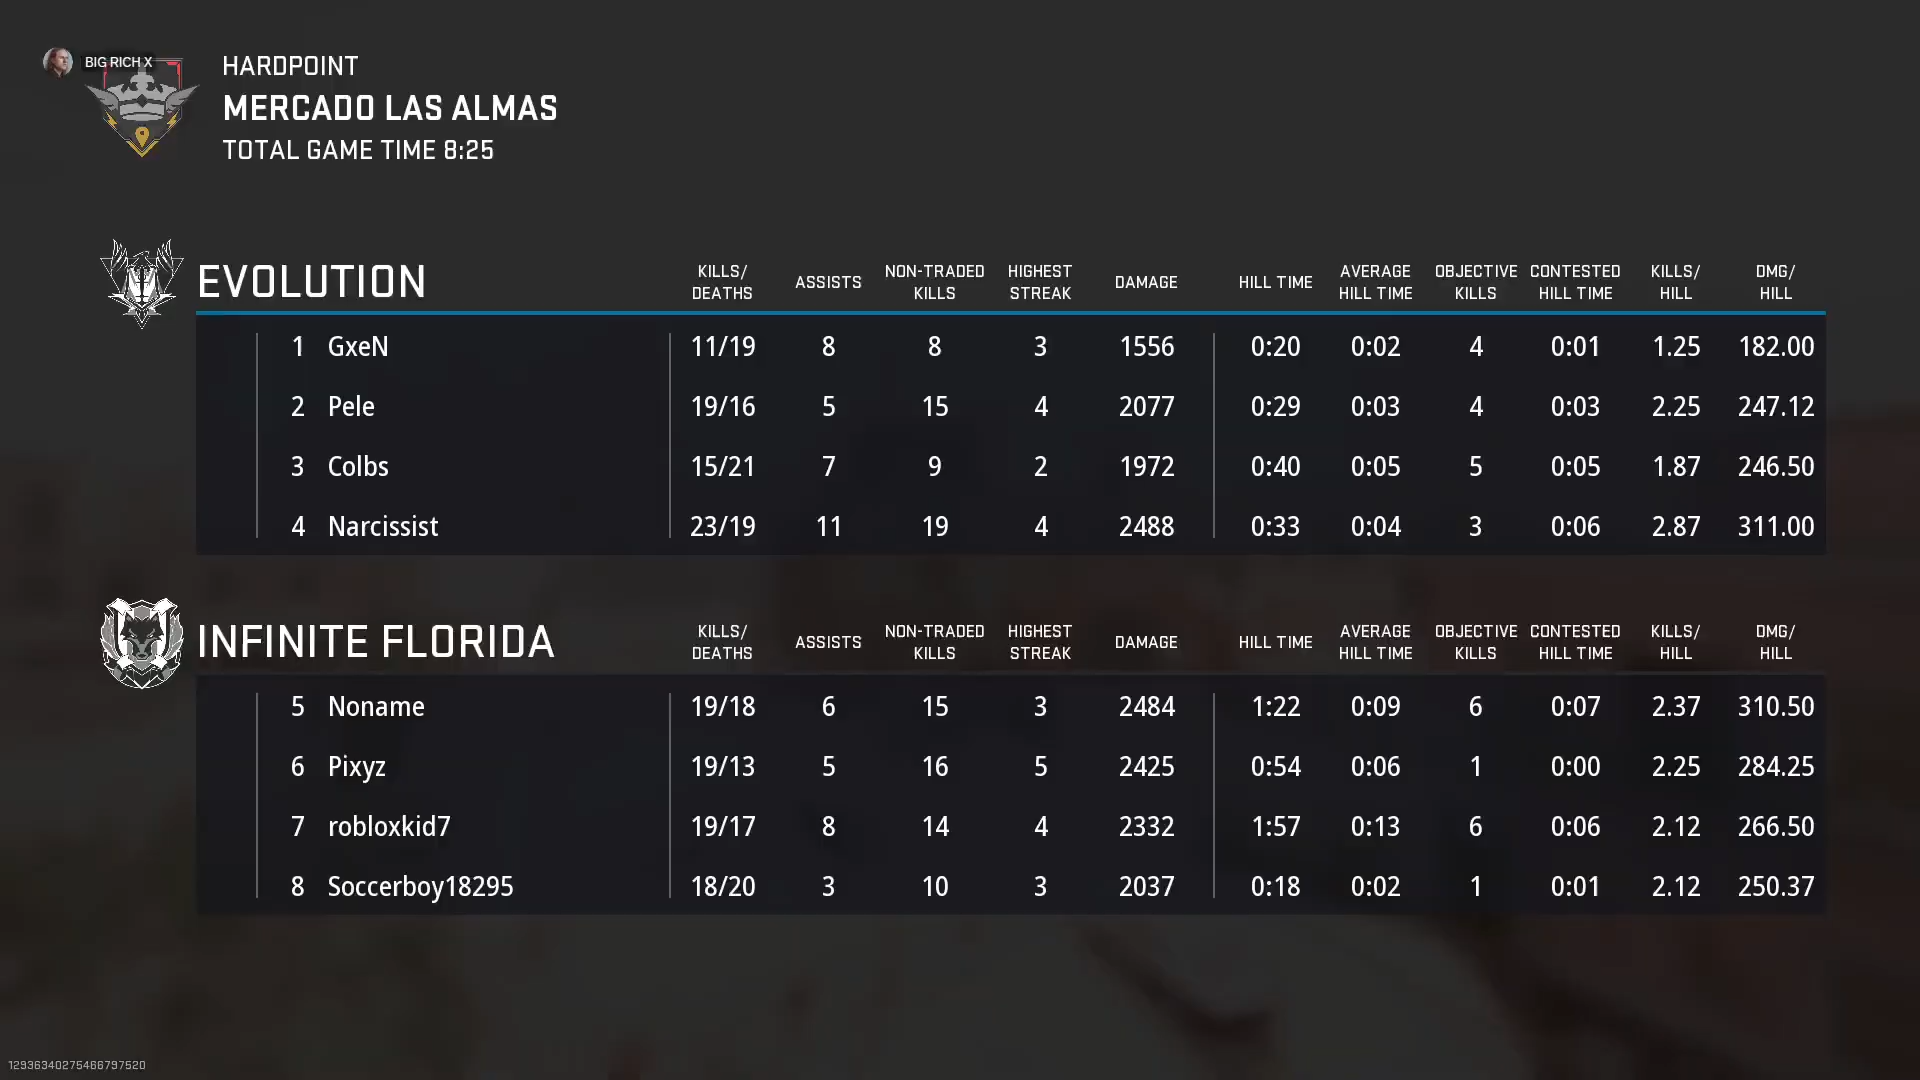 BIG RICH X
HARDPOINT
MERCADO LAS ALMAS
TOTAL GAME TIME 8:25
EVOLUTION KILLS/ DEATHS ASSISTS NON-TRADED KILLS HIGHEST STREAK DAMAGE HILL TIME AVERAGE HILL TIME OBJECTIVE KILLS CONTESTED HILL TIME KILLS/ HILL DMG/ HILL
1 GxeN 11/19 8 8 3 1556 0:20 0:02 4 0:01 1.25 182.00
2 Pele 19/16 5 15 4 2077 0:29 0:03 4 0:03 2.25 247.12
3 Colbs 15/21 7 9 2 1972 0:40 0:05 5 0:05 1.87 246.50
4 Narcissist 23/19 11 19 4 2488 0:33 0:04 3 0:06 2.87 311.00
INFINITE FLORIDA KILLS/ DEATHS ASSISTS NON-TRADED KILLS HIGHEST STREAK DAMAGE HILL TIME AVERAGE HILL TIME OBJECTIVE KILLS CONTESTED HILL TIME KILLS/ HILL DMG/ HILL
5 Noname 19/18 6 15 3 2484 1:22 0:09 6 0:07 2.37 310.50
6 Pixyz 19/13 5 16 5 2425 0:54 0:06 1 0:00 2.25 284.25
7 robloxkid7 19/17 8 14 4 2332 1:57 0:13 6 0:06 2.12 266.50
8 Soccerboy18295 18/20 3 10 3 2037 0:18 0:02 1 0:01 2.12 250.37
12936340275466797520